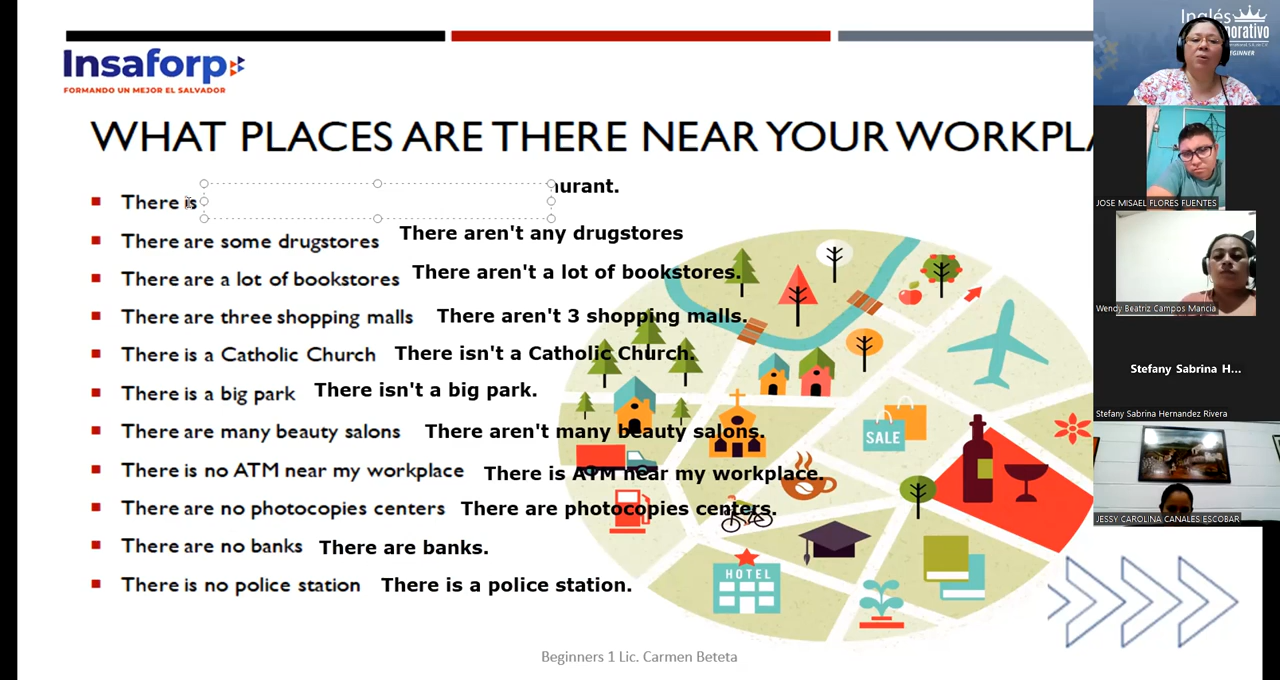 Insaforp
FORMANDO UN MEJOR EL SALVADOR
WHAT PLACES ARE THERE NEAR YOUR
There is
There are some drugstores There aren't any drugstores
There are a lot of bookstores There aren't a lot of bookstores.
There are three shopping malls There aren't 3 shopping malls.
There is a Catholic Church There isn't a Catholic Church.
There is a big park There isn't a big park.
There are many beauty salons There aren't many beauty salons.
There is no ATM near my workplace There is ATM near my workplace.
There are no photocopies centers There are photocopies centers.
There are no banks There are banks.
There is no police station There is a police station.
SALE
HOTEL
Beginners 1 Lic. Carmen Beteta
Inglés
BEGINNER
JOSE MISAEL FLORES FUENTES
Wendy Beatriz Campos Mancia
Stefany Sabrina H...
Stefany Sabrina Hernandez Rivera
JESSY CAROLINA CANALES ESCOBAR